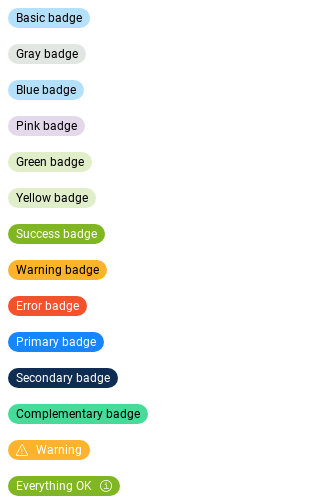 Basic badge
Gray badge
Blue badge
Pink badge
Green badge
Yellow badge
Success badge
Warning badge
Error badge
Primary badge
Secondary badge
Complementary badge
Warning
Everything OK